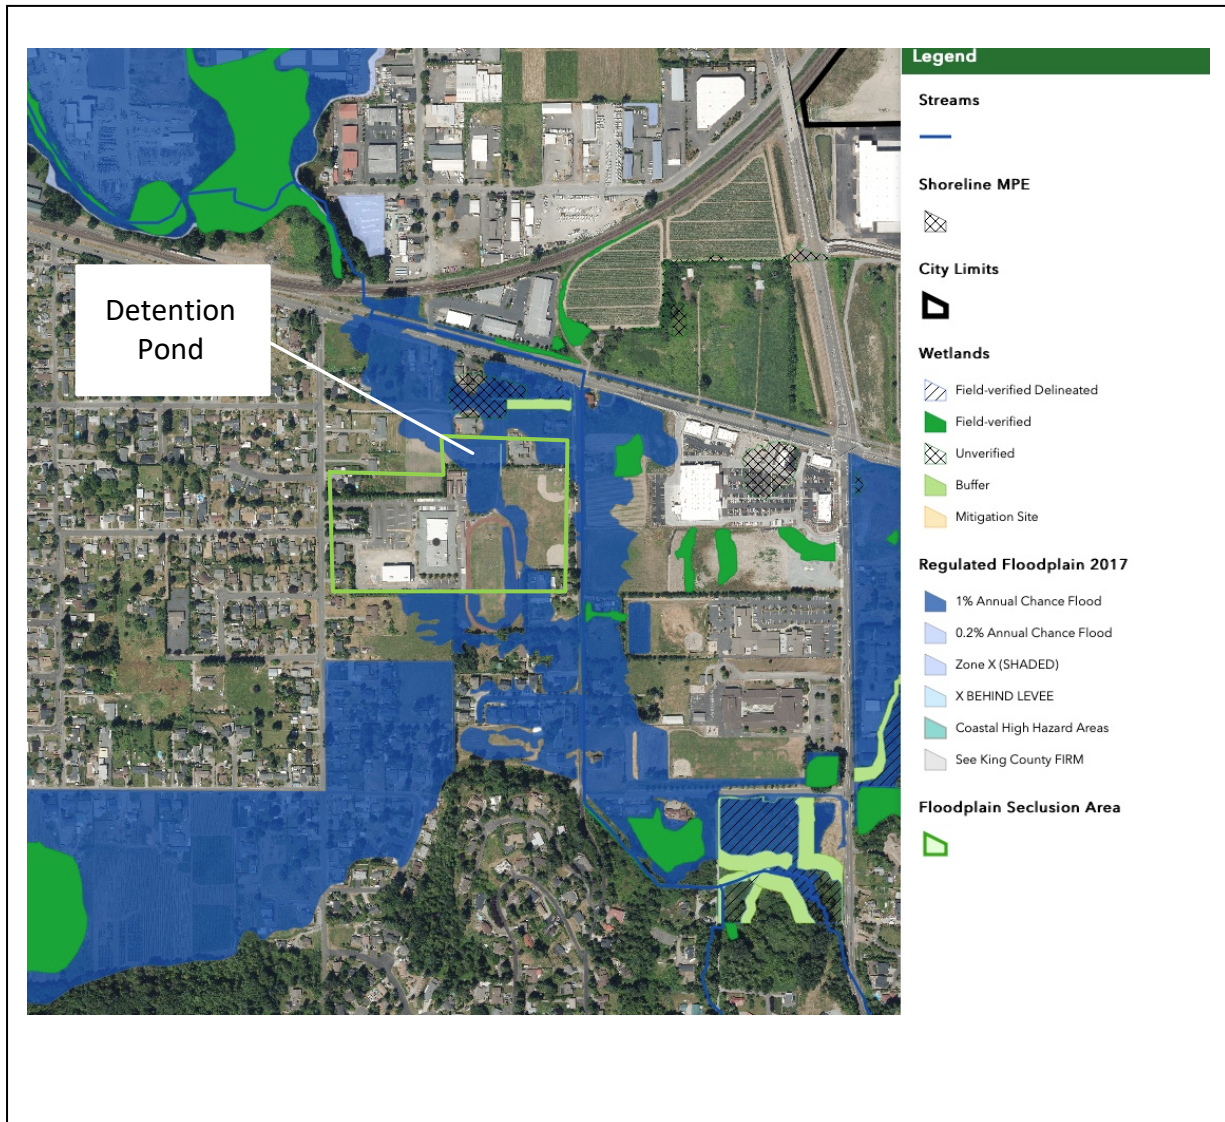 Legend
Streams
Shoreline MPE
City Limits
Wetlands
Field-verified Delineated
Field-verified
Unverified
Buffer
Mitigation Site
Regulated Floodplain 2017
1% Annual Chance Flood
0.2% Annual Chance Flood
Zone X (SHADED)
X BEHIND LEVEE
Coastal High Hazard Areas
See King County FIRM
Floodplain Seclusion Area
Detention
Pond